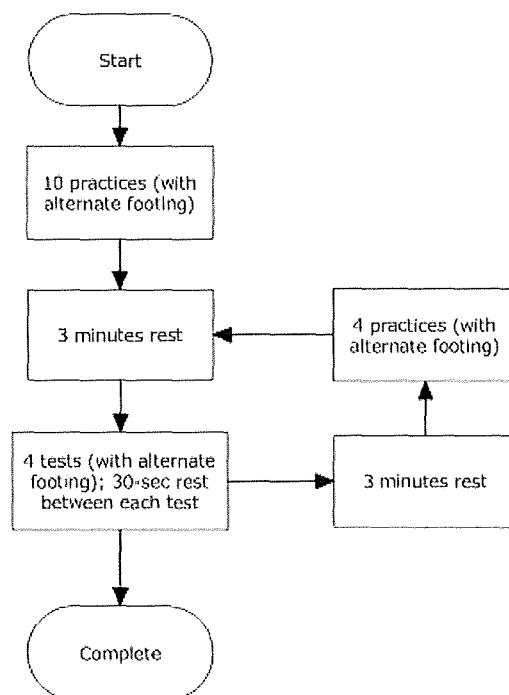 Start
10 practices (with
alternate footing)
3 minutes rest
4 practices (with
alternate footing)
4 tests (with alternate
footing); 30-sec rest
between each test
3 minutes rest
Complete